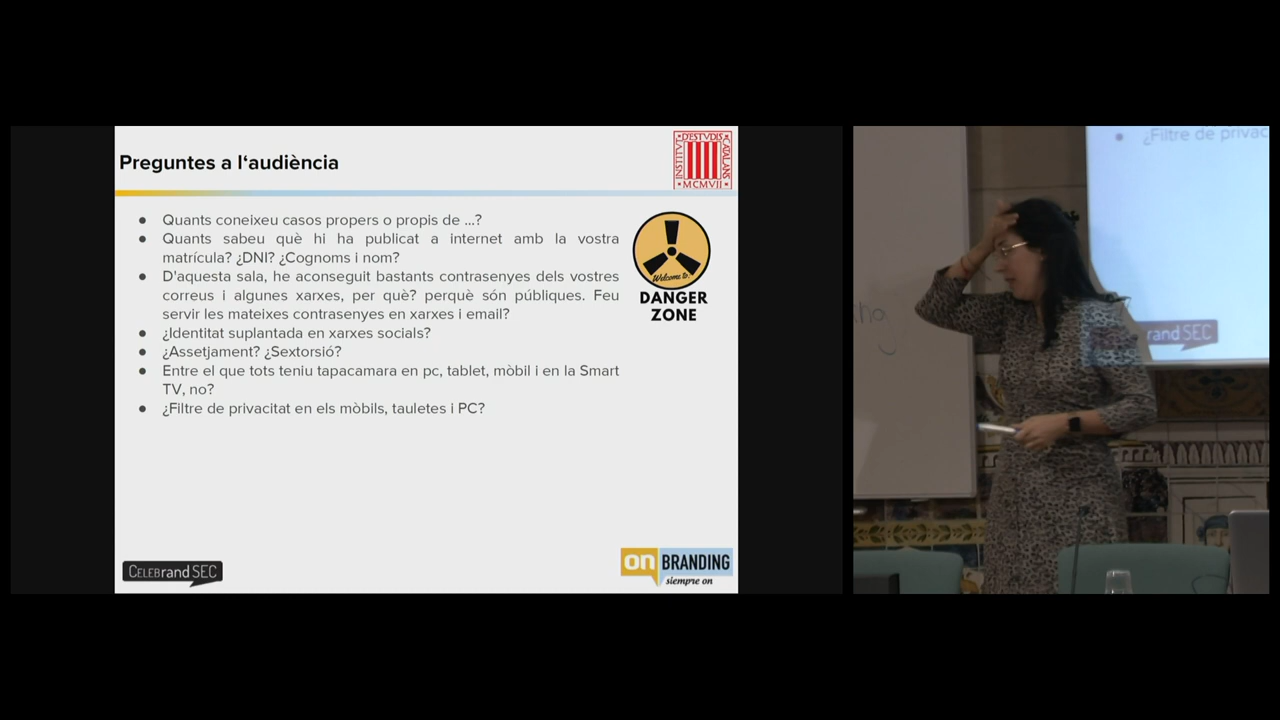 Preguntes a l‘audiència
INSTITVT D'ESTVDIS CATALANS
MCMVII
● Quants coneixeu casos propers o propis de ...?
● Quants sabeu què hi ha publicat a internet amb la vostra
matrícula? ¿DNI? ¿Cognoms i nom?
● D'aquesta sala, he aconseguit bastants contrasenyes dels vostres
correus i algunes xarxes, per què? perquè són públiques. Feu
servir les mateixes contrasenyes en xarxes i email?
● ¿Identitat suplantada en xarxes socials?
● ¿Assetjament? ¿Sextorsió?
● Entre el que tots teniu tapacamara en pc, tablet, mòbil i en la Smart
TV, no?
● ¿Filtre de privacitat en els mòbils, tauletes i PC?
Welcome to:
DANGER
ZONE
CELEBrand SEC
on BRANDING
siempre on
● ¿Filtre de privac
rand SEC